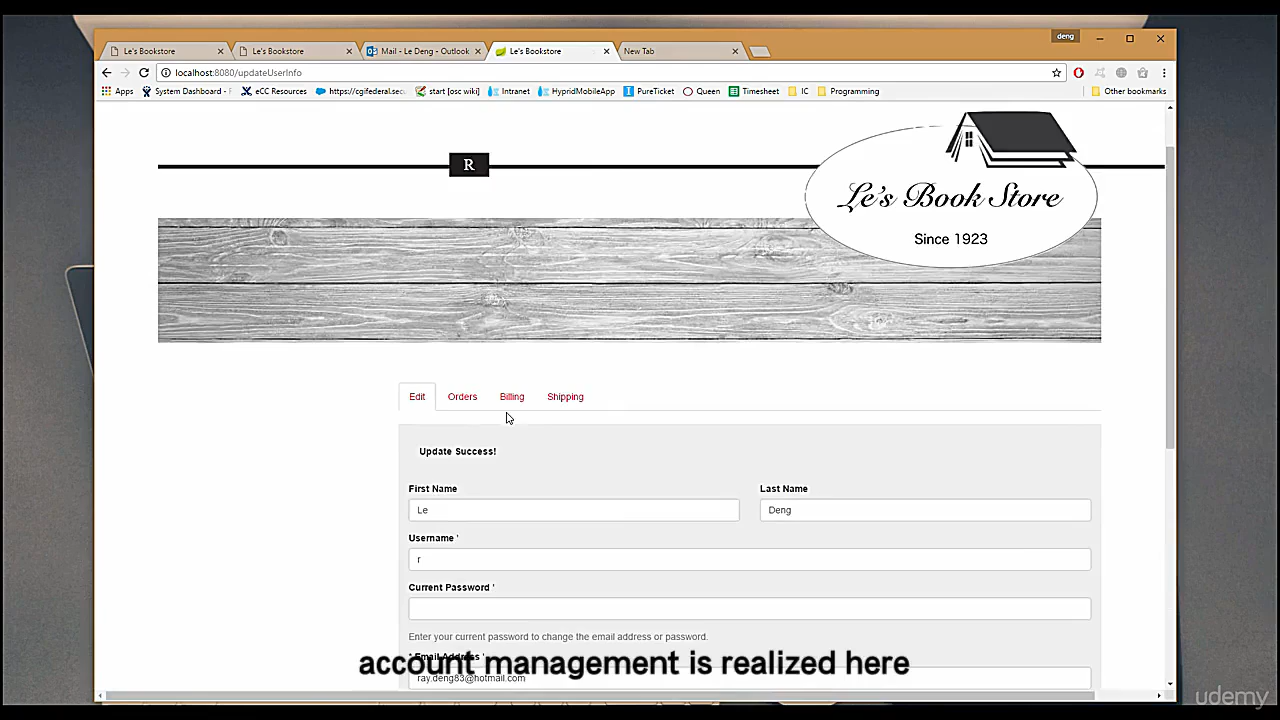 deng
Le's Bookstore
Le's Bookstore
Mail - Le Deng - Outlook
Le's Bookstore
New Tab
localhost:8080/updateUserInfo
Apps
System Dashboard - F
eCC Resources
https://cgifederal.sec
start [osc wiki]
Intranet
HypridMobileApp
PureTicket
Queen
Timesheet
IC
Programming
Other bookmarks
R
Le's Book Store
Since 1923
Edit
Orders
Billing
Shipping
Update Success!
First Name
Last Name
Le
Deng
Username *
r
Current Password *
Enter your current password to change the email address or password.
* Email Address *
ray.deng83@hotmail.com
account management is realized here
udemy